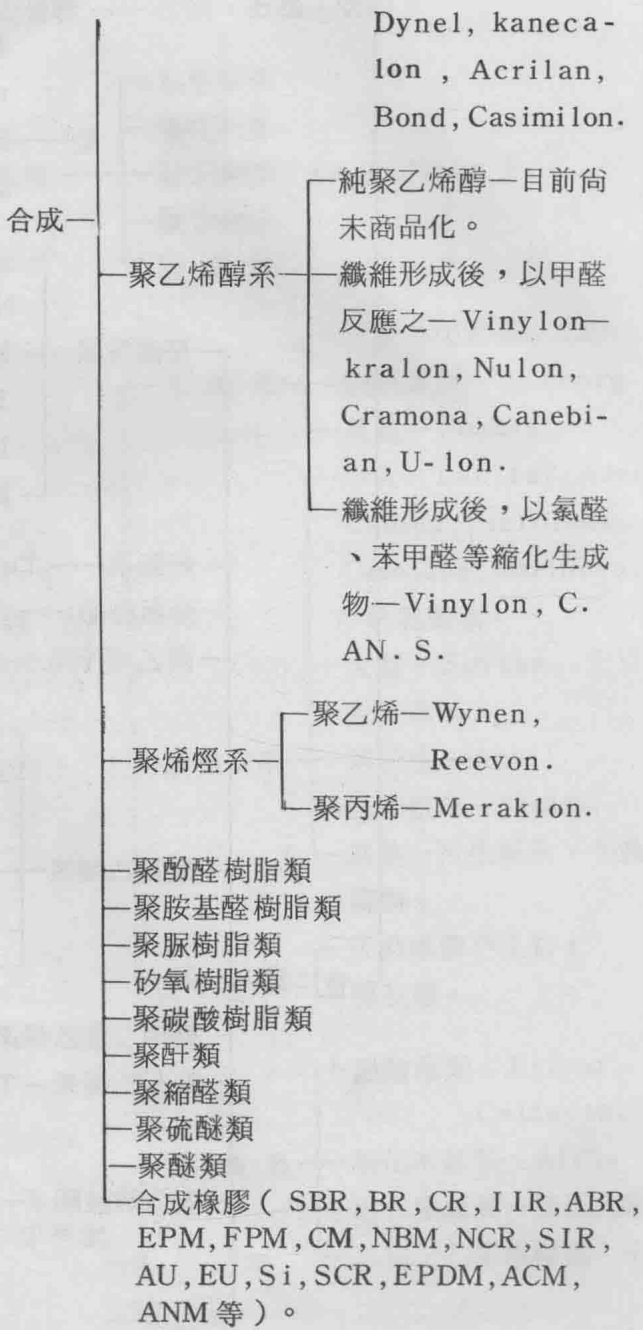 Dynel, kaneca-
lon , Acrilan,
Bond, Casimilon.
合成
純聚乙烯醇—目前尚
未商品化。
聚乙烯醇系
纖維形成後，以甲醛
反應之—Vinylon—
kralon, Nulon,
Cramona, Canebi-
an, U-lon.
纖維形成後，以氯醛
、苯甲醛等縮化生成
物—Vinylon, C.
AN. S.
聚烯烴系
聚乙烯—Wynen,
Reevon.
聚丙烯—Meraklon.
聚酚醛樹脂類
聚胺基醛樹脂類
聚脲樹脂類
矽氧樹脂類
聚碳酸樹脂類
聚酐類
聚縮醛類
聚硫醚類
聚醚類
合成橡膠（ SBR, BR, CR, IIR, ABR,
EPM, FPM, CM, NBM, NCR, SIR,
AU, EU, Si, SCR, EPDM, ACM,
ANM 等）。